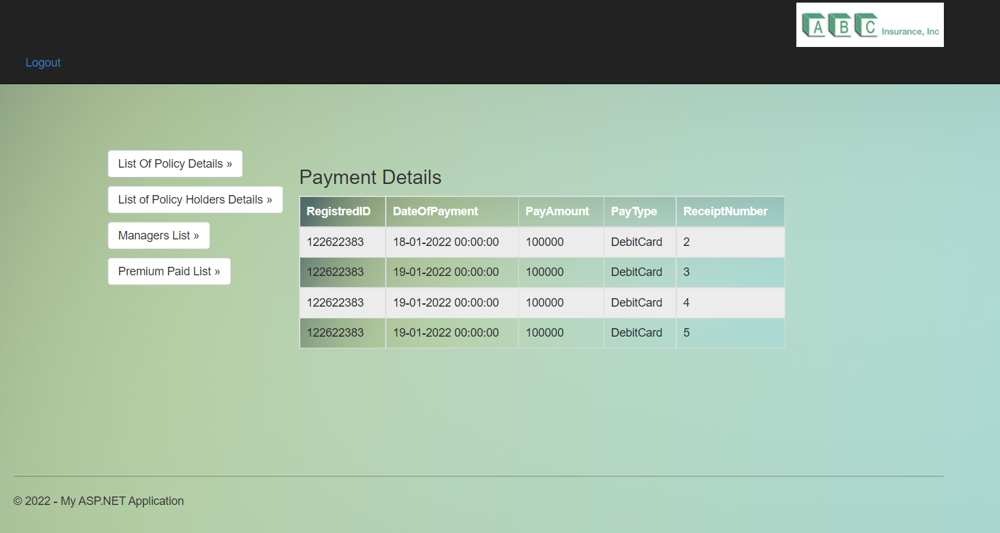 A B C Insurance, Inc
Logout
List Of Policy Details »
List of Policy Holders Details »
Managers List »
Premium Paid List »
Payment Details
RegistredID DateOfPayment PayAmount PayType ReceiptNumber
122622383 18-01-2022 00:00:00 100000 DebitCard 2
122622383 19-01-2022 00:00:00 100000 DebitCard 3
122622383 19-01-2022 00:00:00 100000 DebitCard 4
122622383 19-01-2022 00:00:00 100000 DebitCard 5
© 2022 - My ASP.NET Application